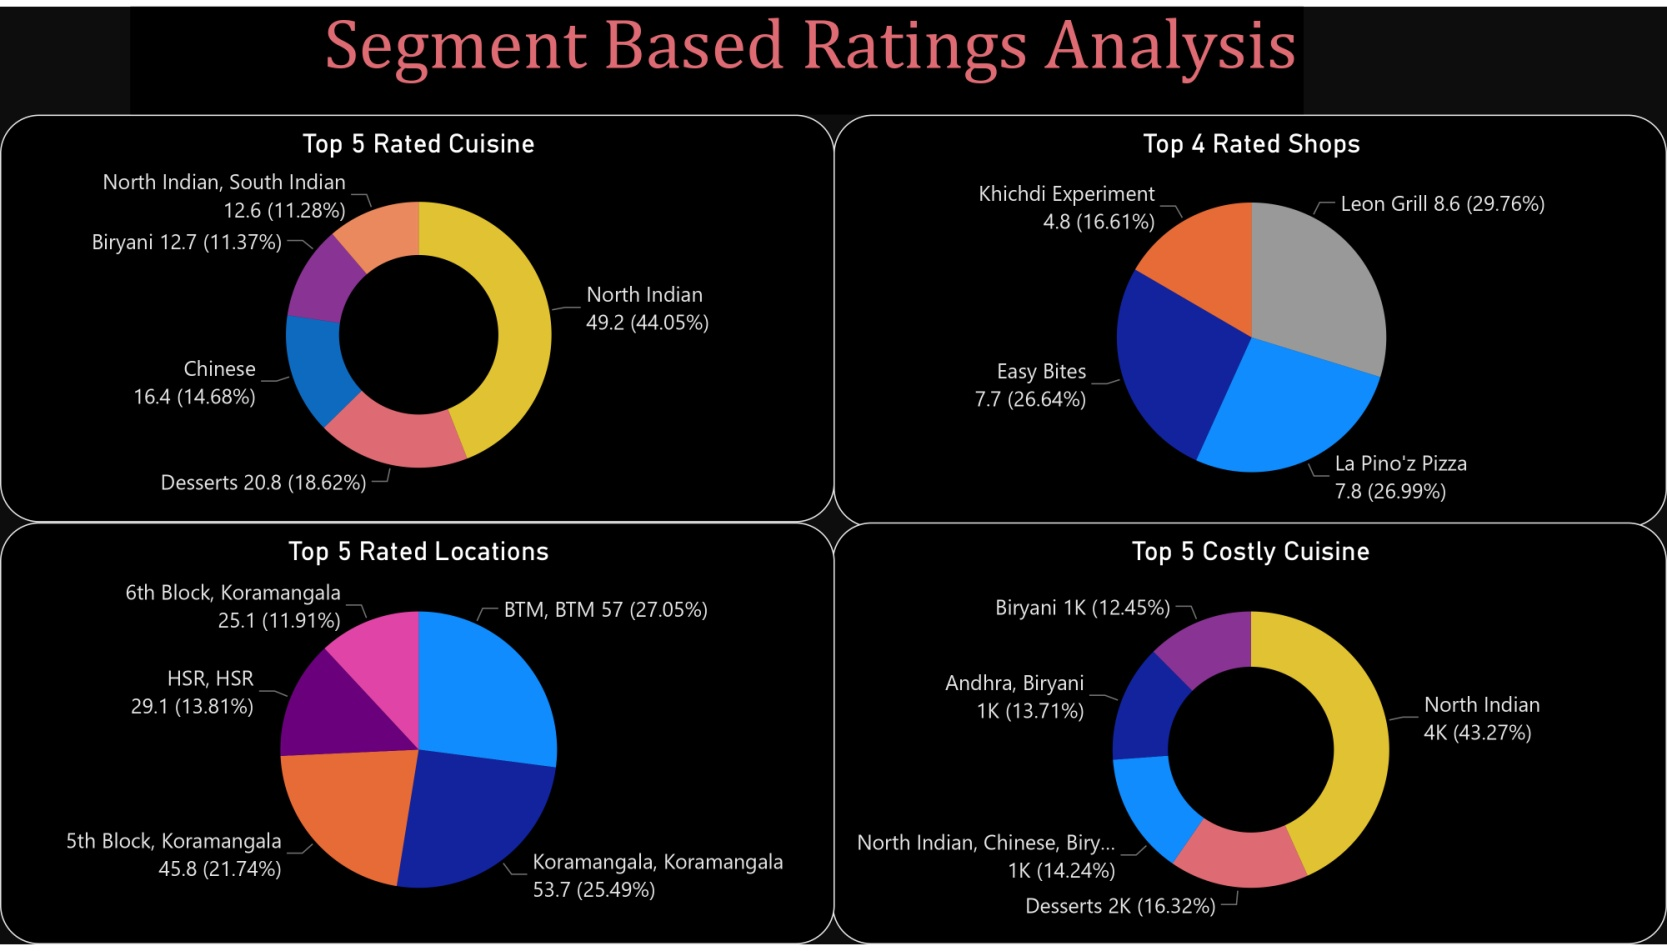 Segment Based Ratings Analysis
Top 5 Rated Cuisine
North Indian, South Indian
12.6 (11.28%)
Biryani 12.7 (11.37%)
North Indian
49.2 (44.05%)
Chinese
16.4 (14.68%)
Desserts 20.8 (18.62%)
Top 4 Rated Shops
Khichdi Experiment
4.8 (16.61%)
Leon Grill 8.6 (29.76%)
Easy Bites
7.7 (26.64%)
La Pino'z Pizza
7.8 (26.99%)
Top 5 Rated Locations
6th Block, Koramangala
25.1 (11.91%)
BTM, BTM 57 (27.05%)
HSR, HSR
29.1 (13.81%)
5th Block, Koramangala
45.8 (21.74%)
Koramangala, Koramangala
53.7 (25.49%)
Top 5 Costly Cuisine
Biryani 1K (12.45%)
Andhra, Biryani
1K (13.71%)
North Indian
4K (43.27%)
North Indian, Chinese, Biry...
1K (14.24%)
Desserts 2K (16.32%)